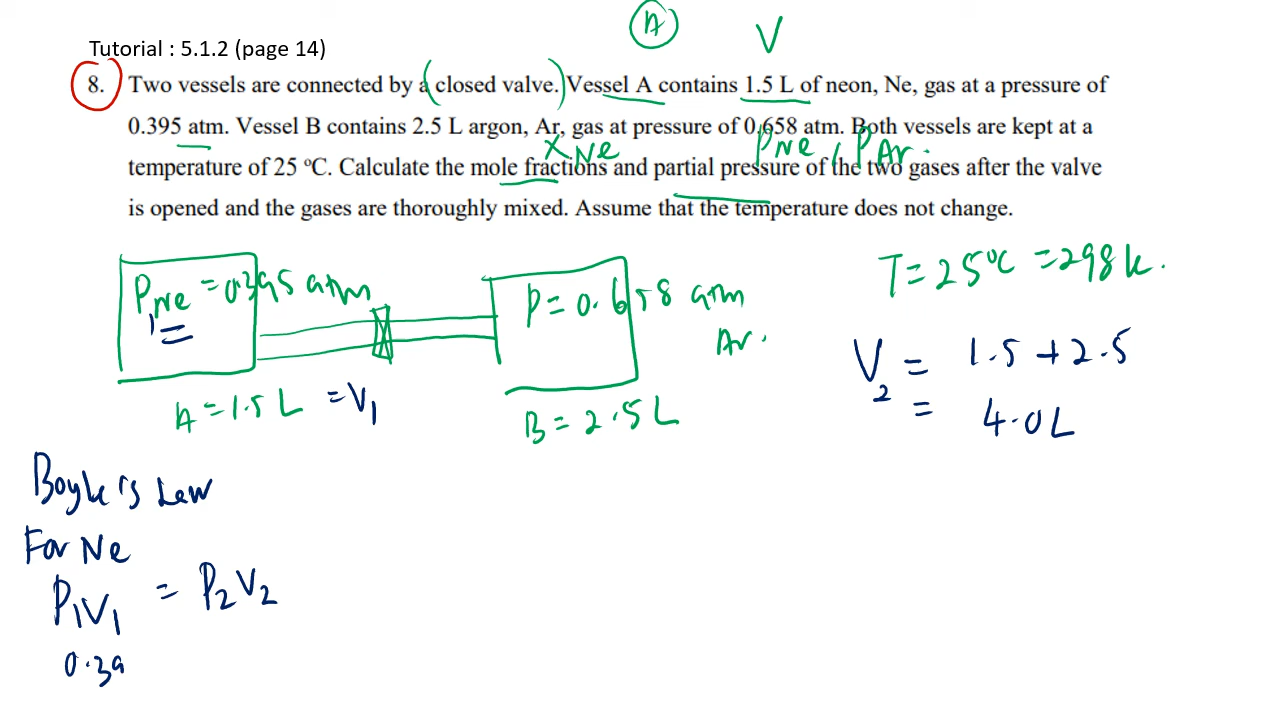 A
V
Tutorial : 5.1.2 (page 14)
8. Two vessels are connected by a closed valve. Vessel A contains 1.5 L of neon, Ne, gas at a pressure of
0.395 atm. Vessel B contains 2.5 L argon, Ar, gas at pressure of 0.658 atm. Both vessels are kept at a
XNe PNe, PAr.
temperature of 25 ºC. Calculate the mole fractions and partial pressure of the two gases after the valve
is opened and the gases are thoroughly mixed. Assume that the temperature does not change.
PNe = 0.395 atm
1
P = 0.658 atm
Ar.
T = 25°C = 298k.
A = 1.5 L = V1
B = 2.5 L
V2 = 1.5 + 2.5
= 4.0L
Boyle's Law
For Ne
P1V1 = P2V2
0.39